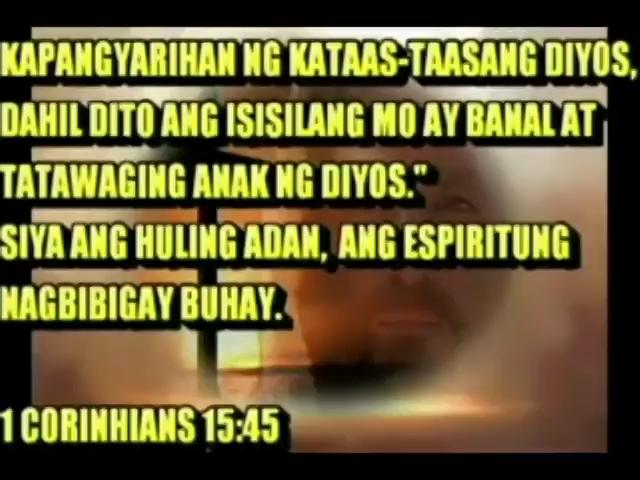 KAPANGYARIHAN NG KATAAS-TAASANG DIYOS,
DAHIL DITO ANG ISISILANG MO AY BANAL AT
TATAWAGING ANAK NG DIYOS."
SIYA ANG HULING ADAN, ANG ESPIRITUNG
NAGBIBIGAY BUHAY.
1 CORINHIANS 15:45